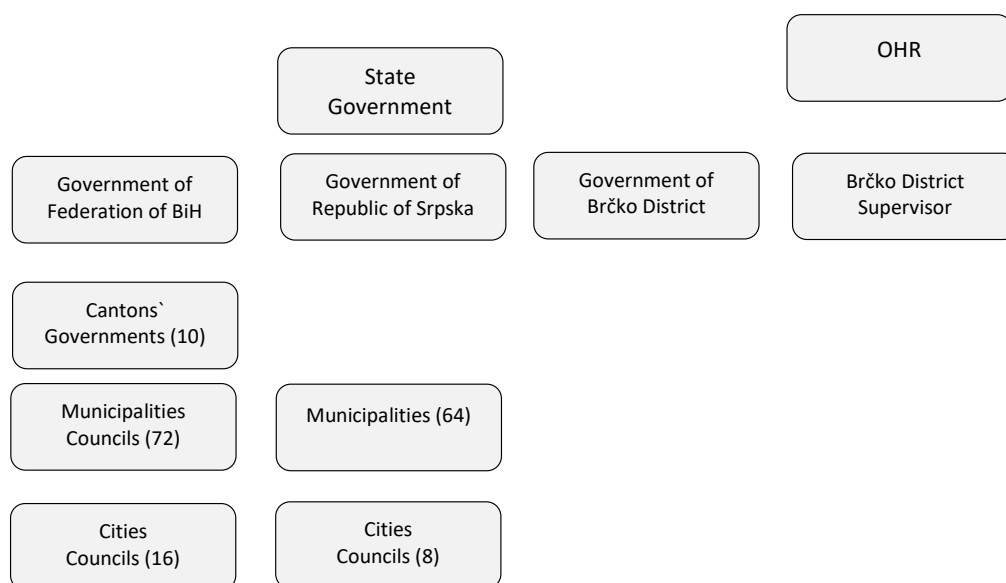 OHR
State
Government
Government of
Federation of BiH
Government of
Republic of Srpska
Government of
Brčko District
Brčko District
Supervisor
Cantons`
Governments (10)
Municipalities
Councils (72)
Municipalities (64)
Cities
Councils (16)
Cities
Councils (8)